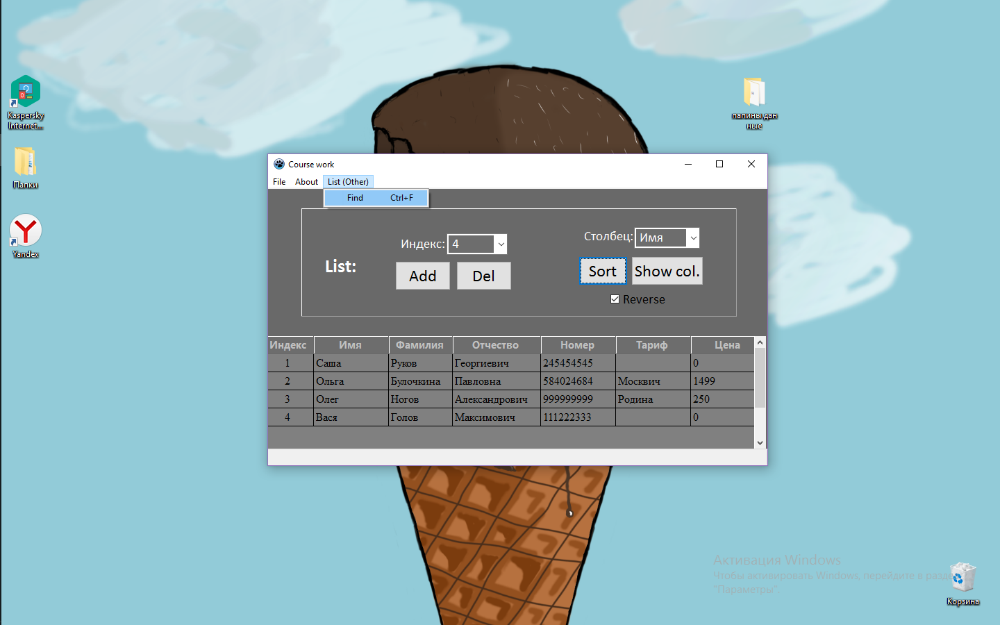 Kaspersky
Internet...
Папки
Yandex
папины дан
ные
Course work
File About List (Other)
Find Ctrl+F
List:
Индекс: 4
Add Del
Столбец: Имя
Sort Show col.
Reverse
Индекс Имя Фамилия Отчество Номер Тариф Цена
1 Саша Руков Георгиевич 245454545 0
2 Ольга Булочкина Павловна 584024684 Москвич 1499
3 Олег Ногов Александрович 999999999 Родина 250
4 Вася Голов Максимович 111222333 0
Активация Windows
Чтобы активировать Windows, перейдите в разде
"Параметры".
Корзина